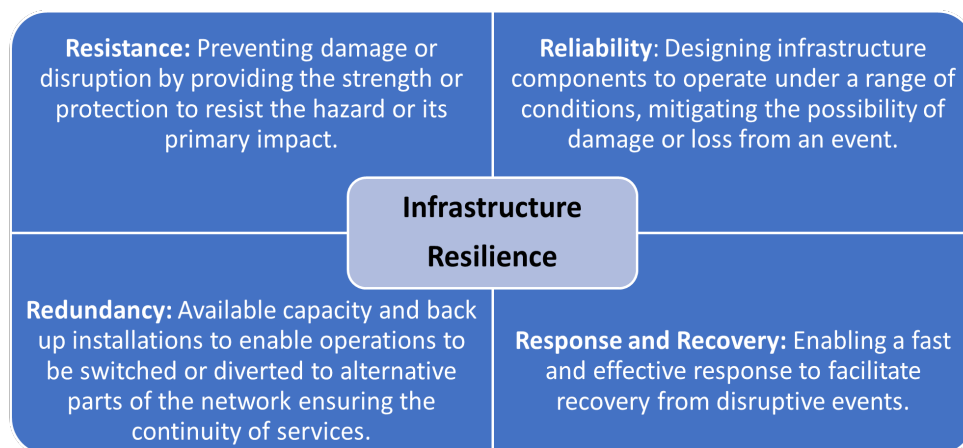 Resistance: Preventing damage or
disruption by providing the strength or
protection to resist the hazard or its
primary impact.
Reliability: Designing infrastructure
components to operate under a range of
conditions, mitigating the possibility of
damage or loss from an event.
Infrastructure
Resilience
Redundancy: Available capacity and back
up installations to enable operations to
be switched or diverted to alternative
parts of the network ensuring the
continuity of services.
Response and Recovery: Enabling a fast
and effective response to facilitate
recovery from disruptive events.